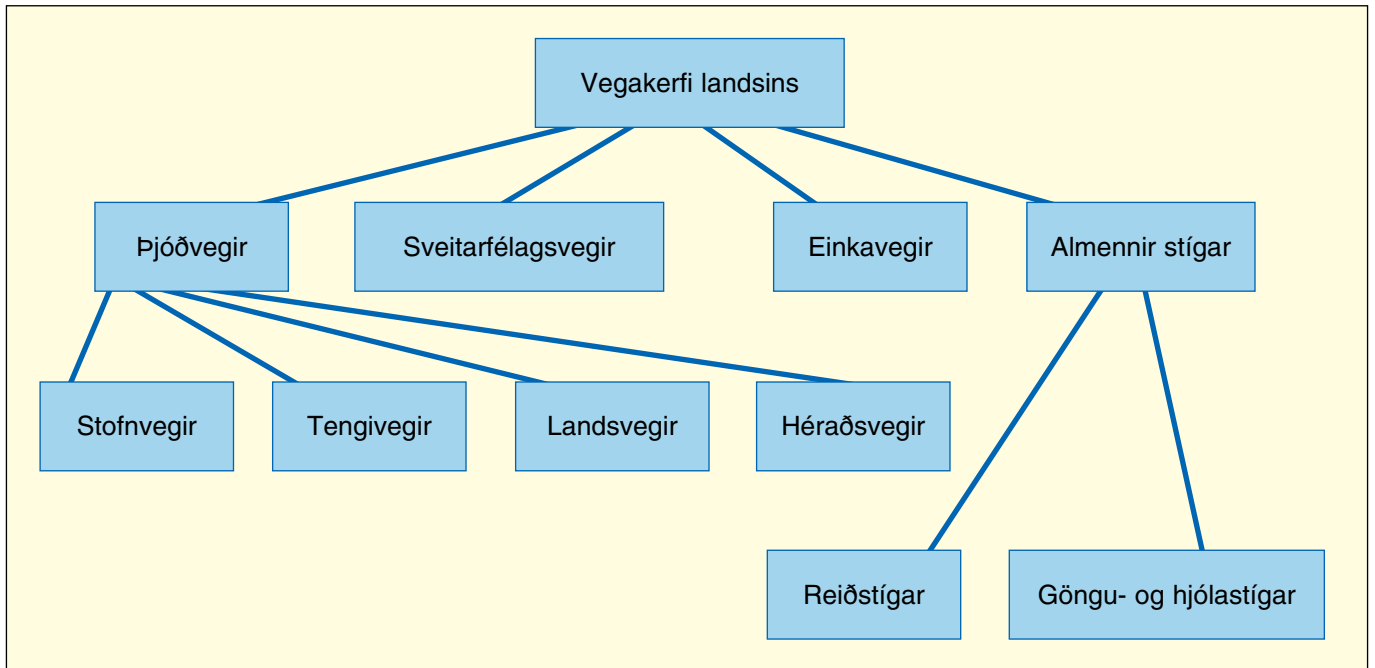 Vegakerfi landsins
Þjóðvegir
Sveitarfélagsvegir
Einkavegir
Almennir stígar
Stofnvegir
Tengivegir
Landsvegir
Héraðsvegir
Reiðstígar
Göngu- og hjólastígar